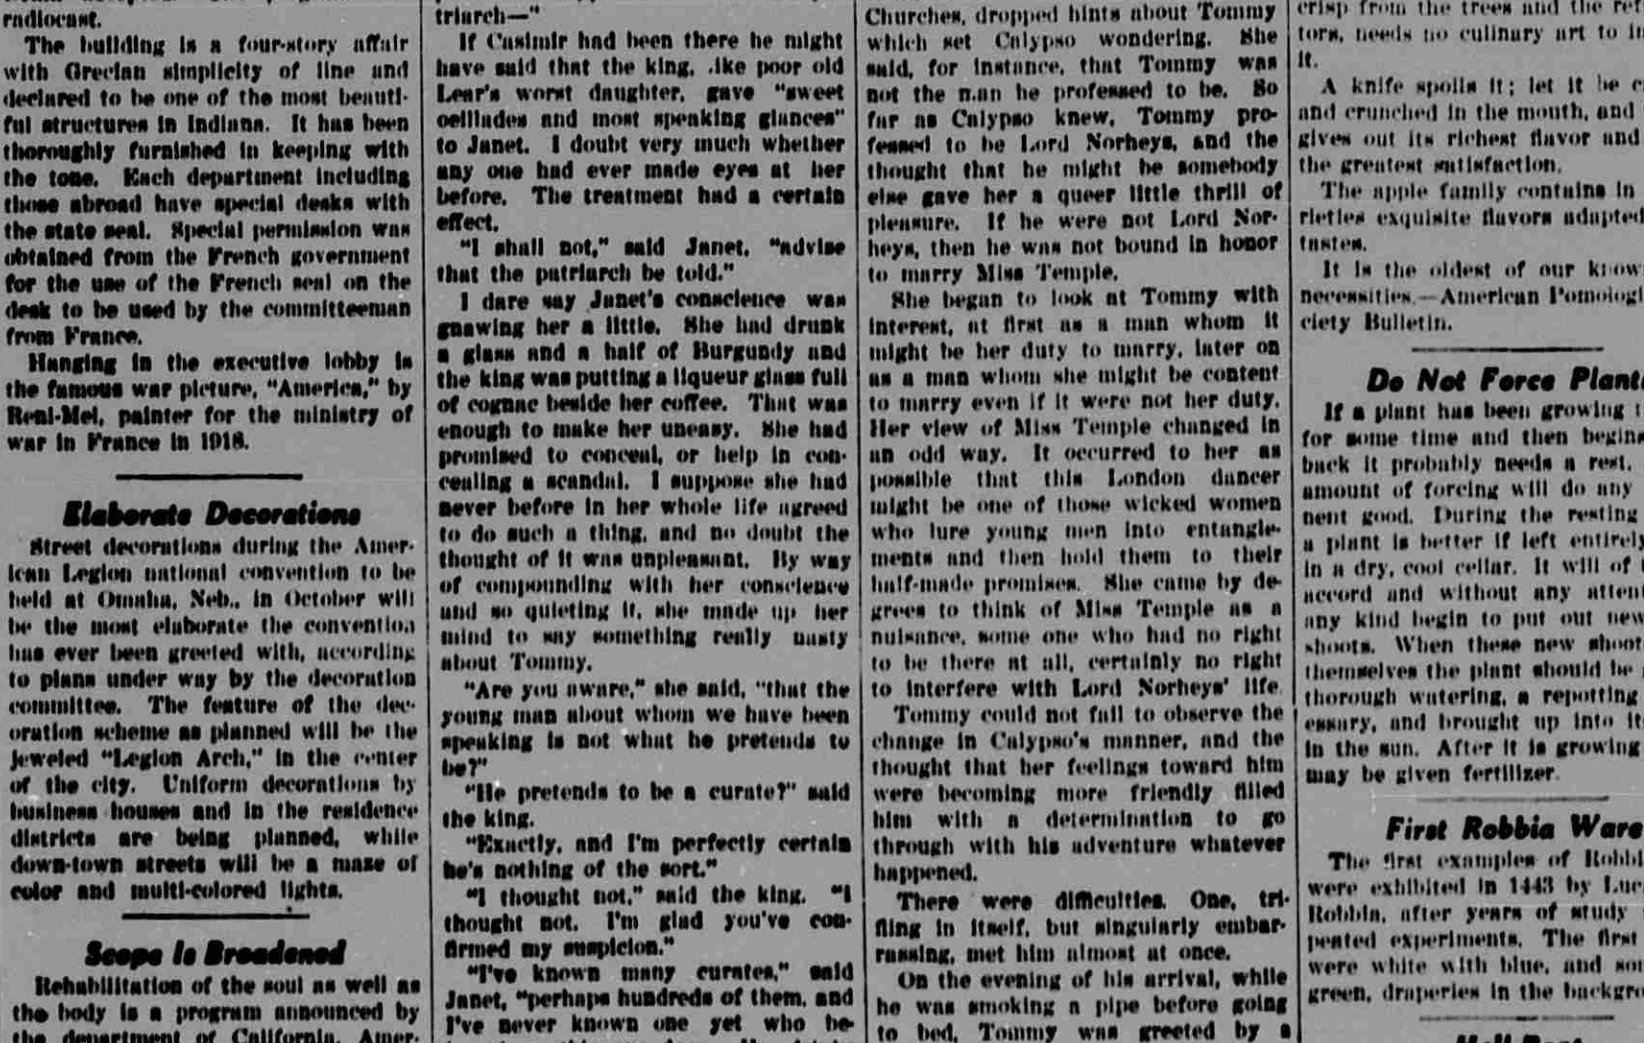 radiocast.
The building is a four-story affair
with Grecian simplicity of line and
declared to be one of the most beauti-
ful structures in Indiana. It has been
thoroughly furnished in keeping with
the tone. Each department including
those abroad have special desks with
the state seal. Special permission was
obtained from the French government
for the use of the French seal on the
desk to be used by the committeeman
from France.
Hanging in the executive lobby is
the famous war picture, "America," by
Reni-Mel, painter for the ministry of
war in France in 1918.
Elaborate Decorations
Street decorations during the Amer-
ican Legion national convention to be
held at Omaha, Neb., in October will
be the most elaborate the convention
has ever been greeted with, according
to plans under way by the decoration
committee. The feature of the dec-
oration scheme as planned will be the
jeweled "Legion Arch," in the center
of the city. Uniform decorations by
business houses and in the residence
districts are being planned, while
down-town streets will be a maze of
color and multi-colored lights.
Scope Is Broadened
Rehabilitation of the soul as well as
the body is a program announced by
the department of California, Amer-
triarch—"
If Casimir had been there he might
have said that the king, .ike poor old
Lear's worst daughter, gave "sweet
oeillades and most speaking glances"
to Janet. I doubt very much whether
any one had ever made eyes at her
before. The treatment had a certain
effect.
"I shall not," said Janet, "advise
that the patriarch be told."
I dare say Janet's conscience was
gnawing her a little. She had drunk
a glass and a half of Burgundy and
the king was putting a liqueur glass full
of cognac beside her coffee. That was
enough to make her uneasy. She had
promised to conceal, or help in con-
cealing a scandal. I suppose she had
never before in her whole life agreed
to do such a thing, and no doubt the
thought of it was unpleasant. By way
of compounding with her conscience
and so quieting it, she made up her
mind to say something really nasty
about Tommy.
"Are you aware," she said, "that the
young man about whom we have been
speaking is not what he pretends to
be?"
"He pretends to be a curate?" said
the king.
"Exactly, and I'm perfectly certain
he's nothing of the sort."
"I thought not," said the king. "I
thought not. I'm glad you've con-
firmed my suspicion."
"I've known many curates," said
Janet, "perhaps hundreds of them, and
I've never known one yet who be-
Churches, dropped hints about Tommy
which set Calypso wondering. She
said, for instance, that Tommy was
not the n.an he professed to be. So
far as Calypso knew, Tommy pro-
fessed to be Lord Norheys, and the
thought that he might be somebody
else gave her a queer little thrill of
pleasure. If he were not Lord Nor-
heys, then he was not bound in honor
to marry Miss Temple.
She began to look at Tommy with
interest, at first as a man whom it
might be her duty to marry, later on
as a man whom she might be content
to marry even if it were not her duty.
Her view of Miss Temple changed in
an odd way. It occurred to her as
possible that this London dancer
might be one of those wicked women
who lure young men into entangle-
ments and then hold them to their
half-made promises. She came by de-
grees to think of Miss Temple as a
nuisance, some one who had no right
to be there at all, certainly no right
to interfere with Lord Norheys' life
Tommy could not fail to observe the
change in Calypso's manner, and the
thought that her feelings toward him
were becoming more friendly filled
him with a determination to go
through with his adventure whatever
happened.
There were difficulties. One, tri-
fling in itself, but singularly embar-
rassing, met him almost at once.
On the evening of his arrival, while
he was smoking a pipe before going
to bed, Tommy was greeted by a
crisp from the trees and the
tors, needs no culinary art to
it.
A knife spoils it; let it be
and crunched in the mouth, and
gives out its richest flavor and
the greatest satisfaction.
The apple family contains in
rieties exquisite flavors adapted
tastes.
It is the oldest of our know
necessities.—American Pomologi
ciety Bulletin.
Do Not Force Plant
If a plant has been growing
for some time and then begins
back it probably needs a rest.
amount of forcing will do any
nent good. During the resting
a plant is better if left entirely
in a dry, cool cellar. It will of
accord and without any atten
any kind begin to put out new
shoots. When these new shoot
themselves the plant should be
thorough watering, a repotting
essary, and brought up into
in the sun. After it is growing
may be given fertilizer.
First Robbia Ware
The first examples of Robbi
were exhibited in 1443 by Luc
Robbia, after years of study
peated experiments. The first
were white with blue, and
green, draperies in the backgro